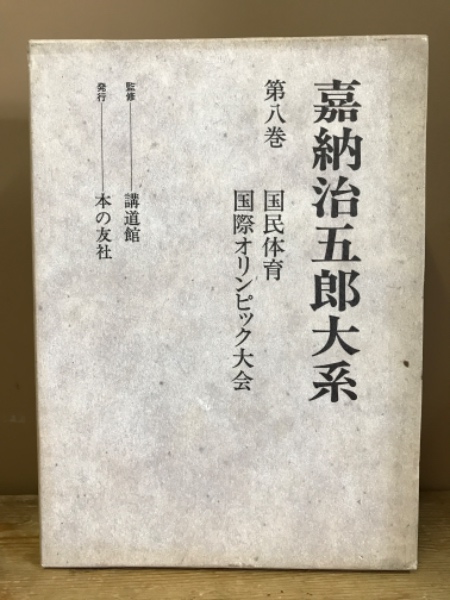 嘉納治五郎大系
第八巻 国民体育
国際オリンピック大会
監修 講道館
発行 本の友社